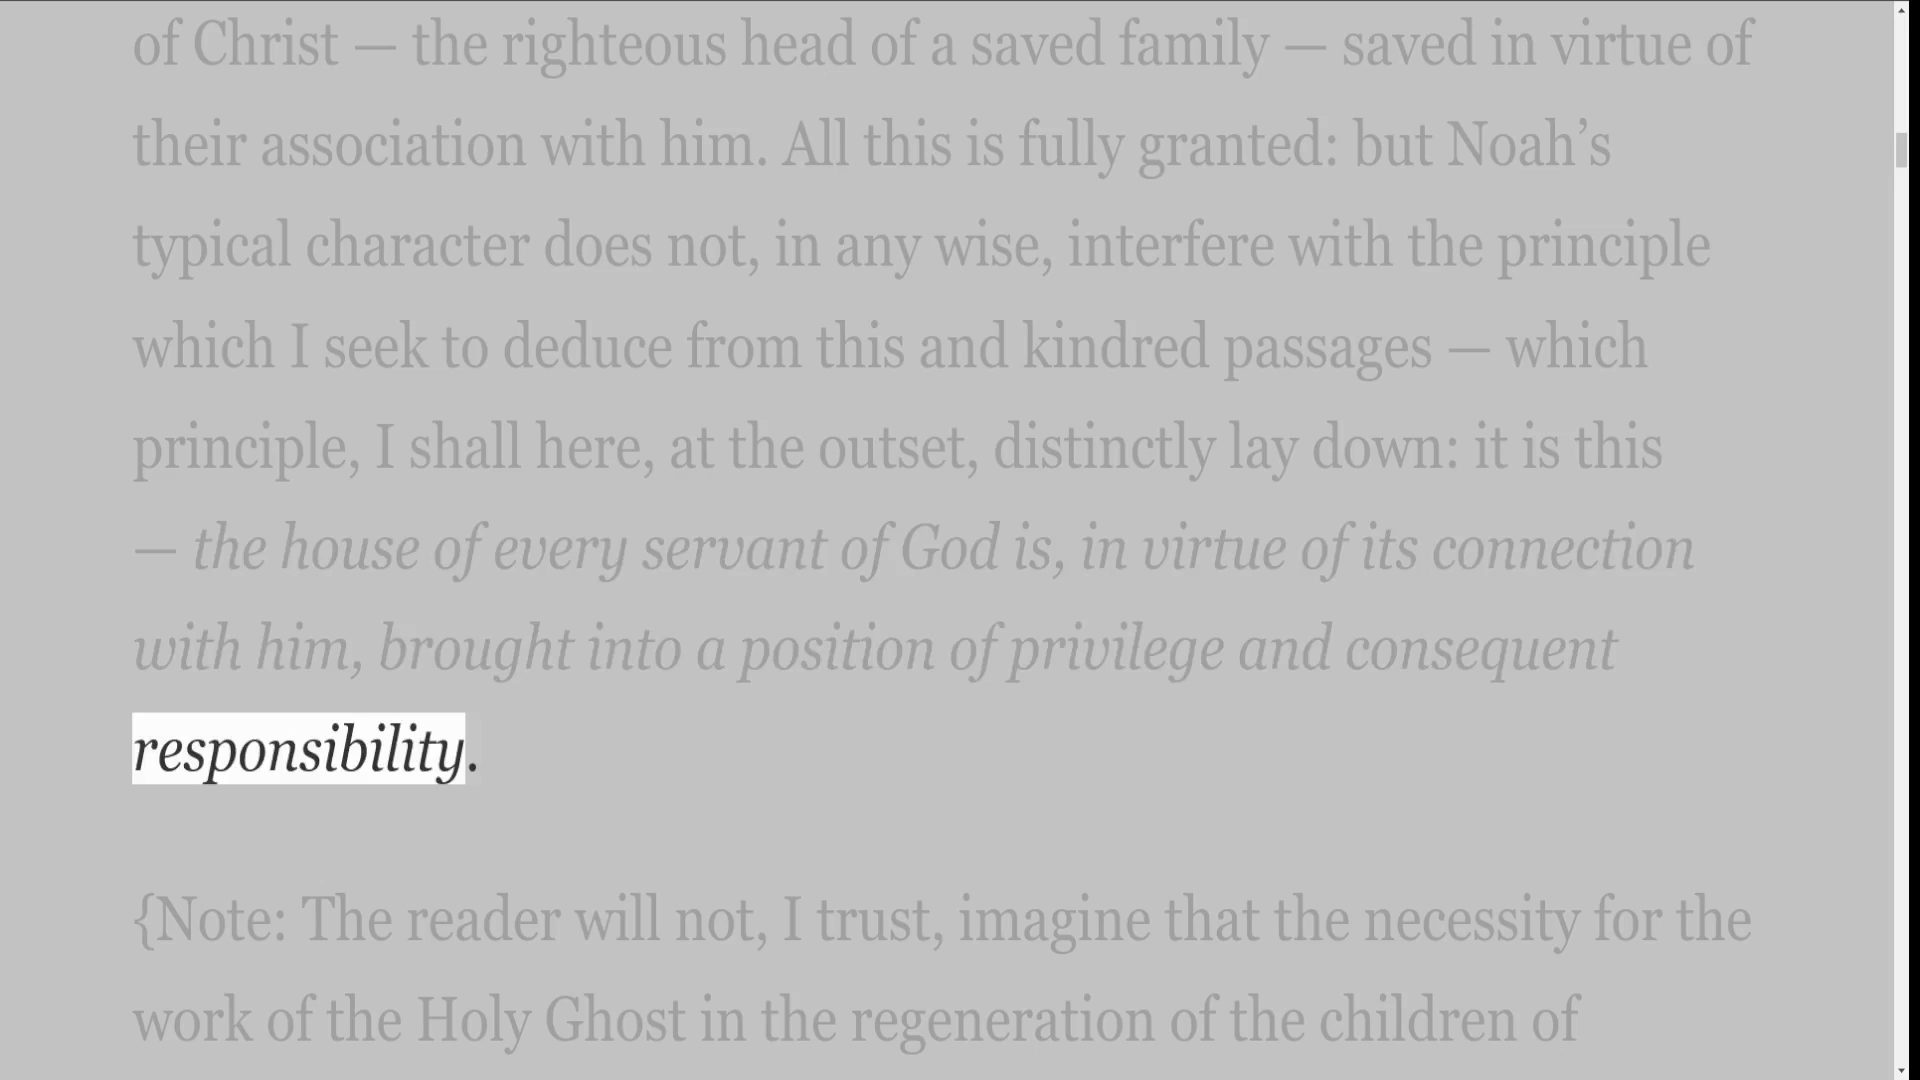 of Christ — the righteous head of a saved family — saved in virtue of
their association with him. All this is fully granted: but Noah’s
typical character does not, in any wise, interfere with the principle
which I seek to deduce from this and kindred passages — which
principle, I shall here, at the outset, distinctly lay down: it is this
— the house of every servant of God is, in virtue of its connection
with him, brought into a position of privilege and consequent
responsibility.
{Note: The reader will not, I trust, imagine that the necessity for the
work of the Holy Ghost in the regeneration of the children of